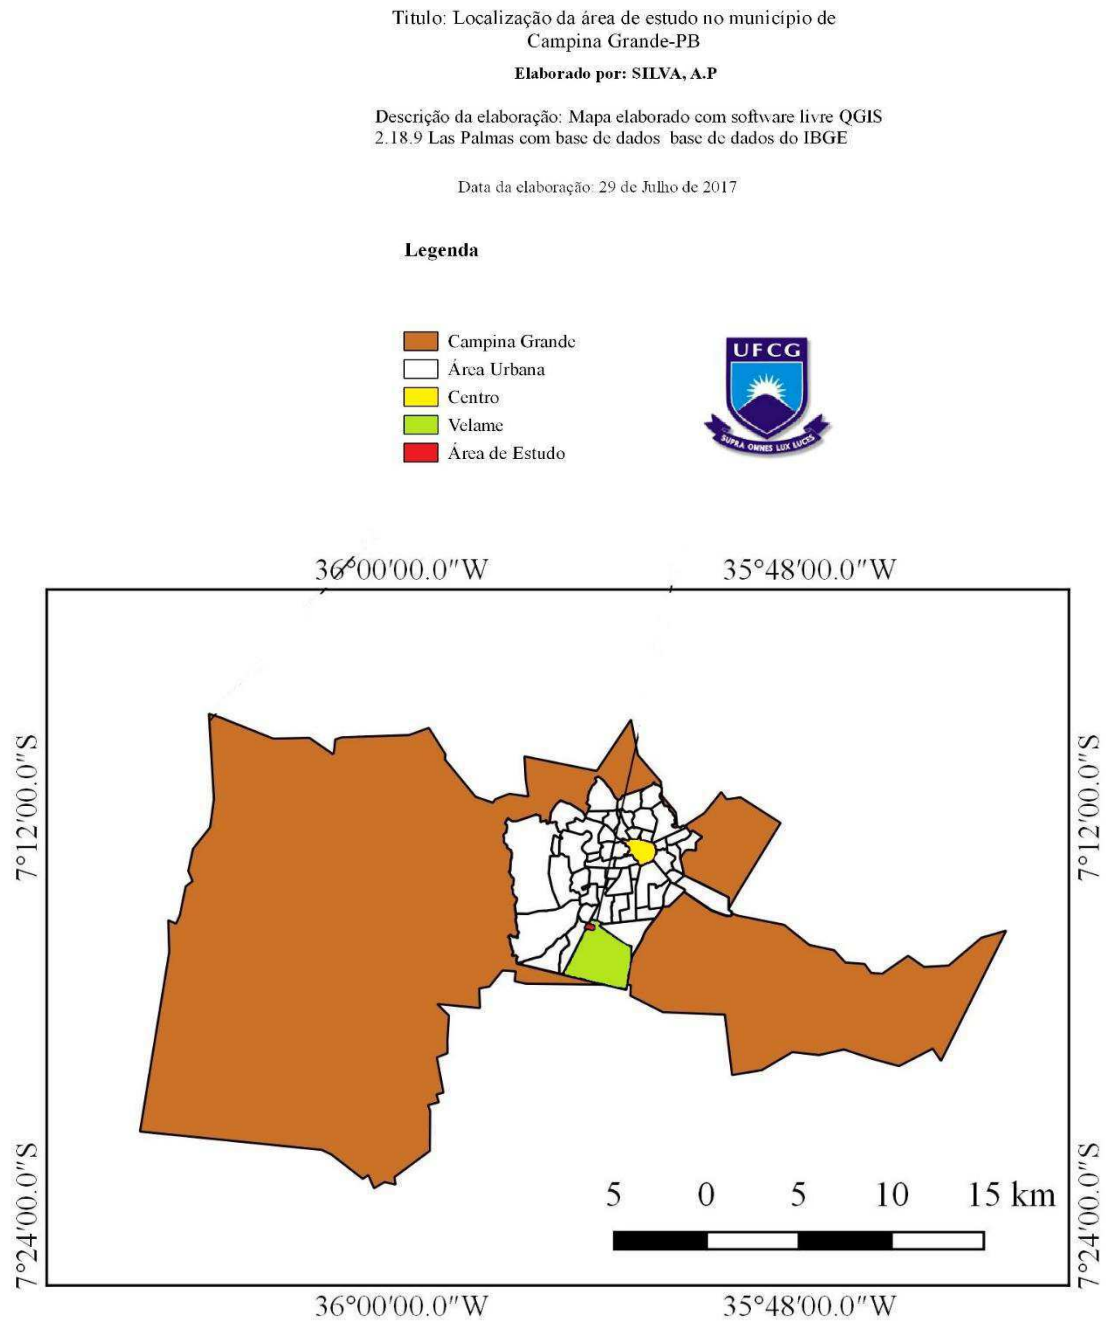 Titulo: Localização da área de estudo no município de
Campina Grande-PB
Elaborado por: SILVA, A.P
Descrição da elaboração: Mapa elaborado com software livre QGIS
2.18.9 Las Palmas com base de dados base de dados do IBGE
Data da elaboração: 29 de Julho de 2017
Legenda
Campina Grande
Área Urbana
Centro
Velame
Área de Estudo
UFCG
SUPRA OMNES LUX LUCES
36°00'00.0"W 35°48'00.0"W
7°12'00.0"S 7°12'00.0"S
5 0 5 10 15 km
7°24'00.0"S 7°24'00.0"S
36°00'00.0"W 35°48'00.0"W